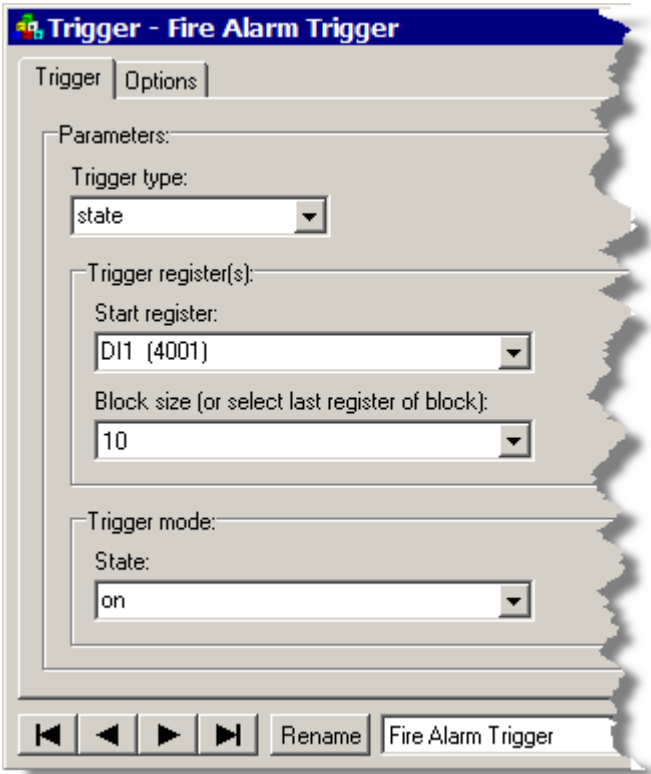 Trigger - Fire Alarm Trigger
Trigger Options
Parameters:
Trigger type:
state
Trigger register(s):
Start register:
DI1 (4001)
Block size (or select last register of block):
10
Trigger mode:
State:
on
Rename Fire Alarm Trigger